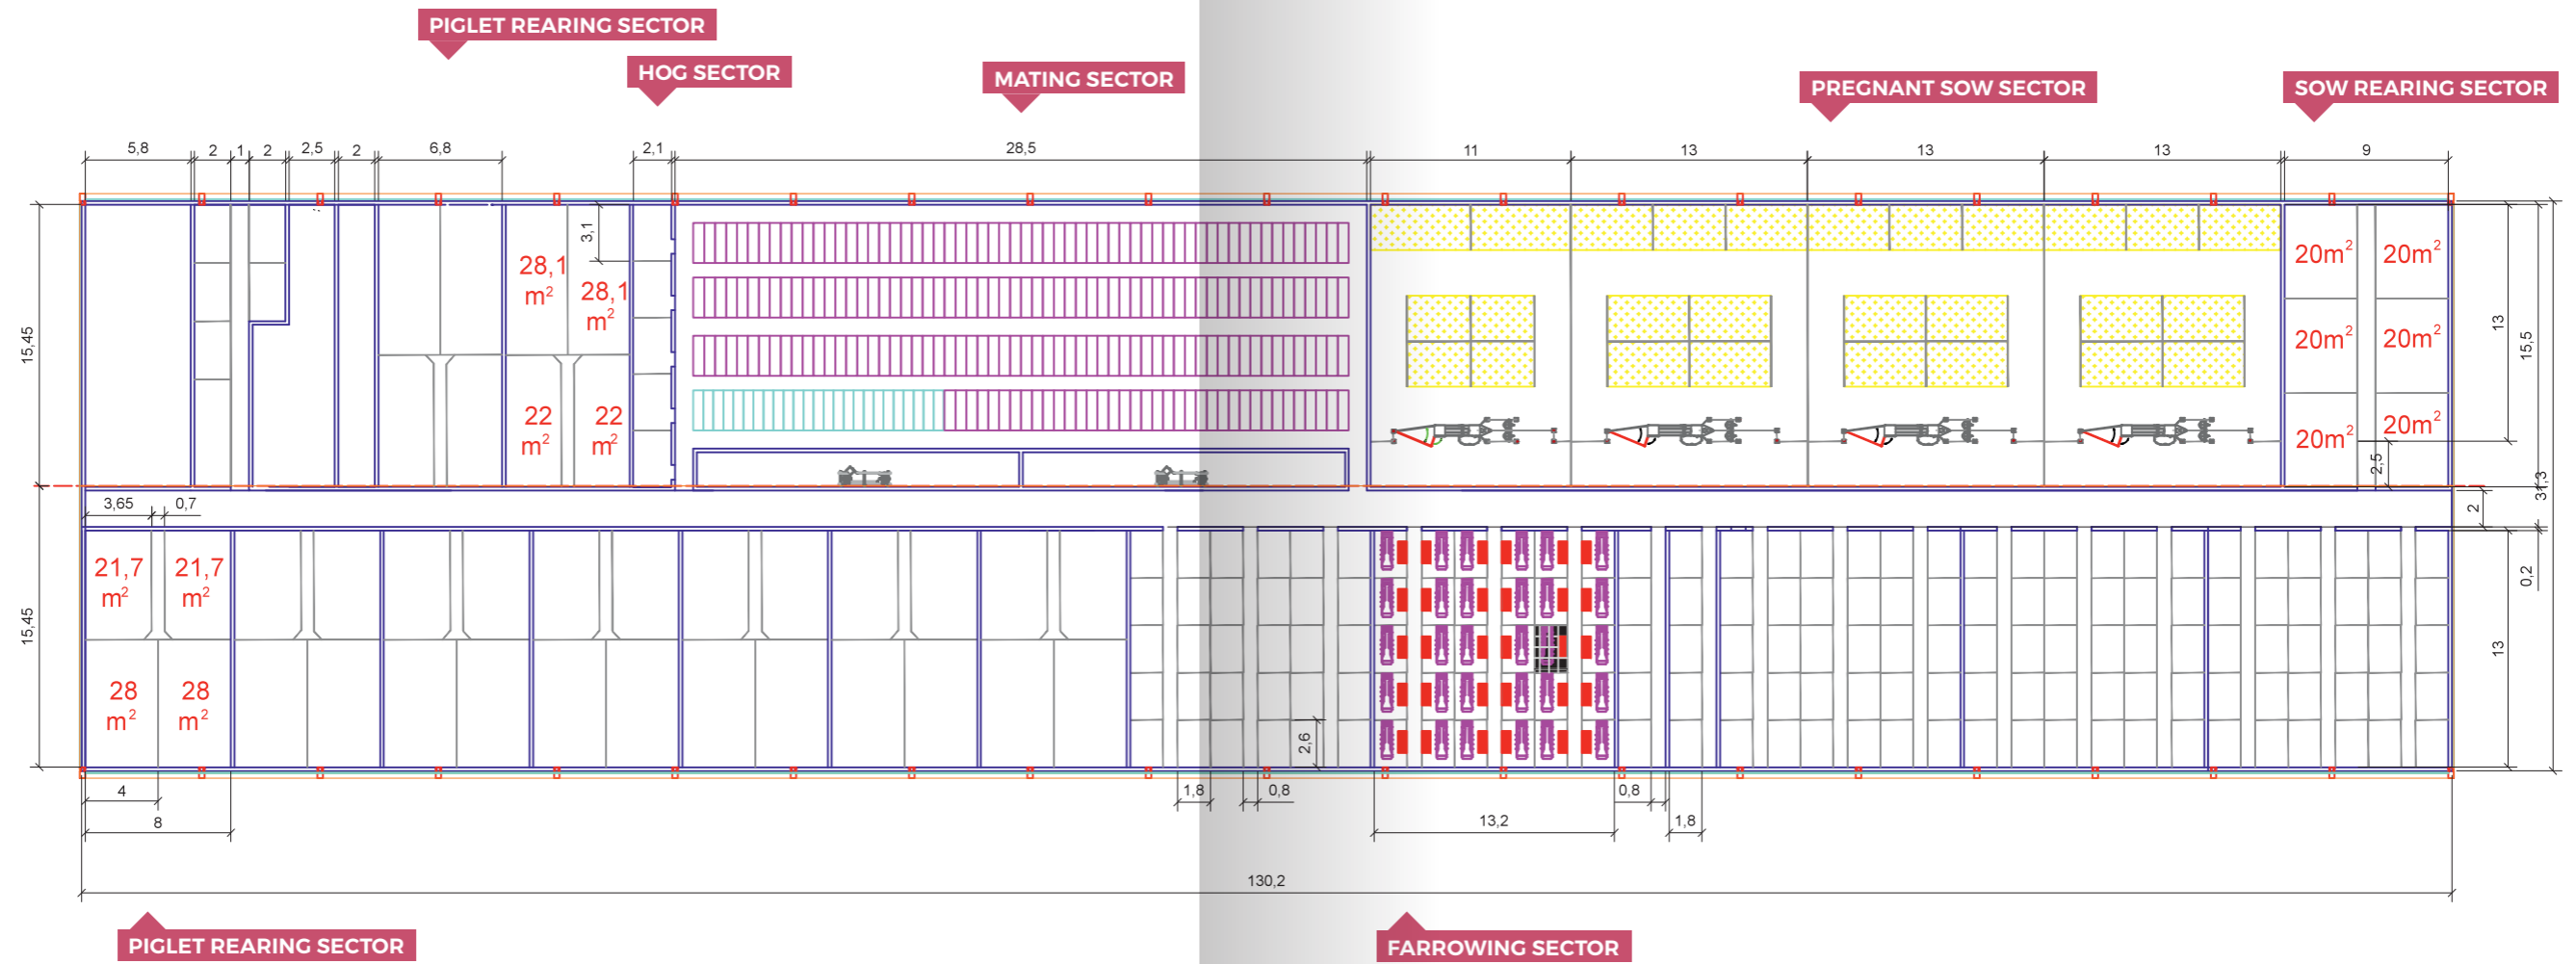 PIGLET REARING SECTOR
HOG SECTOR
MATING SECTOR
PREGNANT SOW SECTOR
SOW REARING SECTOR
5,8 2 1 2 2,5 2 6,8 2,1 28,5 11 13 13 13 9
3,1
28,1
m²
28,1
m²
22
m²
22
m²
20m² 20m²
20m² 20m²
20m² 20m²
15,45
13
15,5
2,5
31,3
2
3,65 0,7
21,7
m²
21,7
m²
28
m²
28
m²
15,45
2,6
0,2
13
4
8
1,8 0,8
13,2
0,8
1,8
130,2
PIGLET REARING SECTOR
FARROWING SECTOR